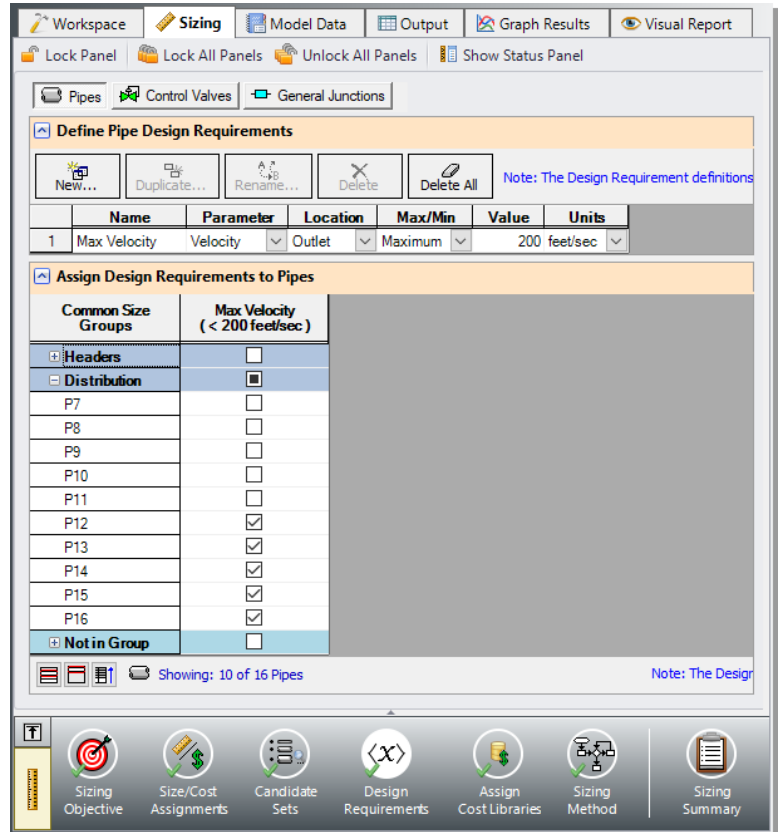 Workspace Sizing Model Data Output Graph Results Visual Report
Lock Panel Lock All Panels Unlock All Panels Show Status Panel
Pipes Control Valves General Junctions
Define Pipe Design Requirements
New... Duplicate... Rename... Delete Delete All Note: The Design Requirement definitions
Name Parameter Location Max/Min Value Units
1 Max Velocity Velocity Outlet Maximum 200 feet/sec
Assign Design Requirements to Pipes
Common Size Max Velocity
Groups ( < 200 feet/sec )
Headers
Distribution
P7
P8
P9
P10
P11
P12
P13
P14
P15
P16
Not in Group
Showing: 10 of 16 Pipes Note: The Design
Sizing Size/Cost Candidate Design Assign Sizing Sizing
Objective Assignments Sets Requirements Cost Libraries Method Summary